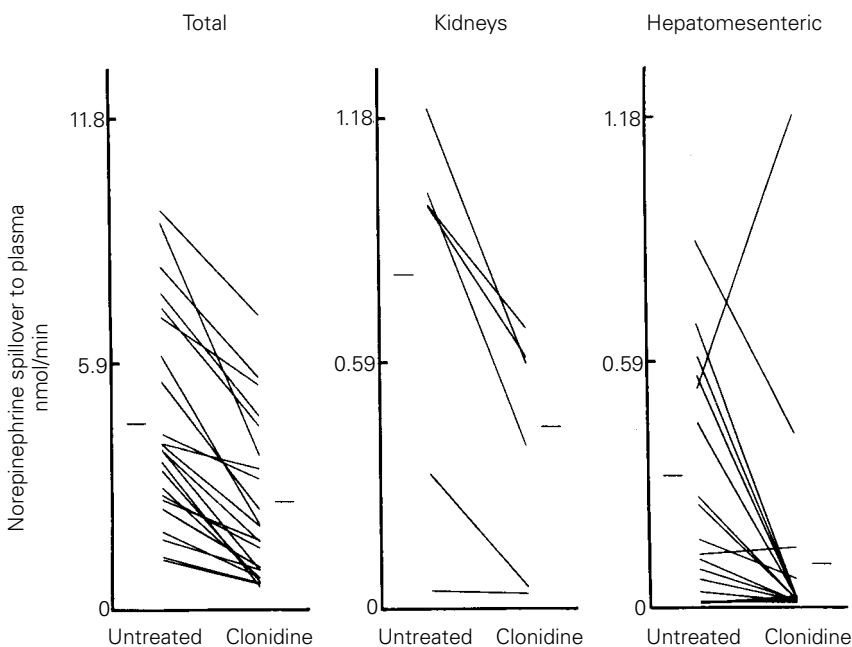 Total
Kidneys
Hepatomesenteric
Norepinephrine spillover to plasma
nmol/min
11.8
5.9
0
1.18
0.59
0
1.18
0.59
0
Untreated
Clonidine
Untreated
Clonidine
Untreated
Clonidine